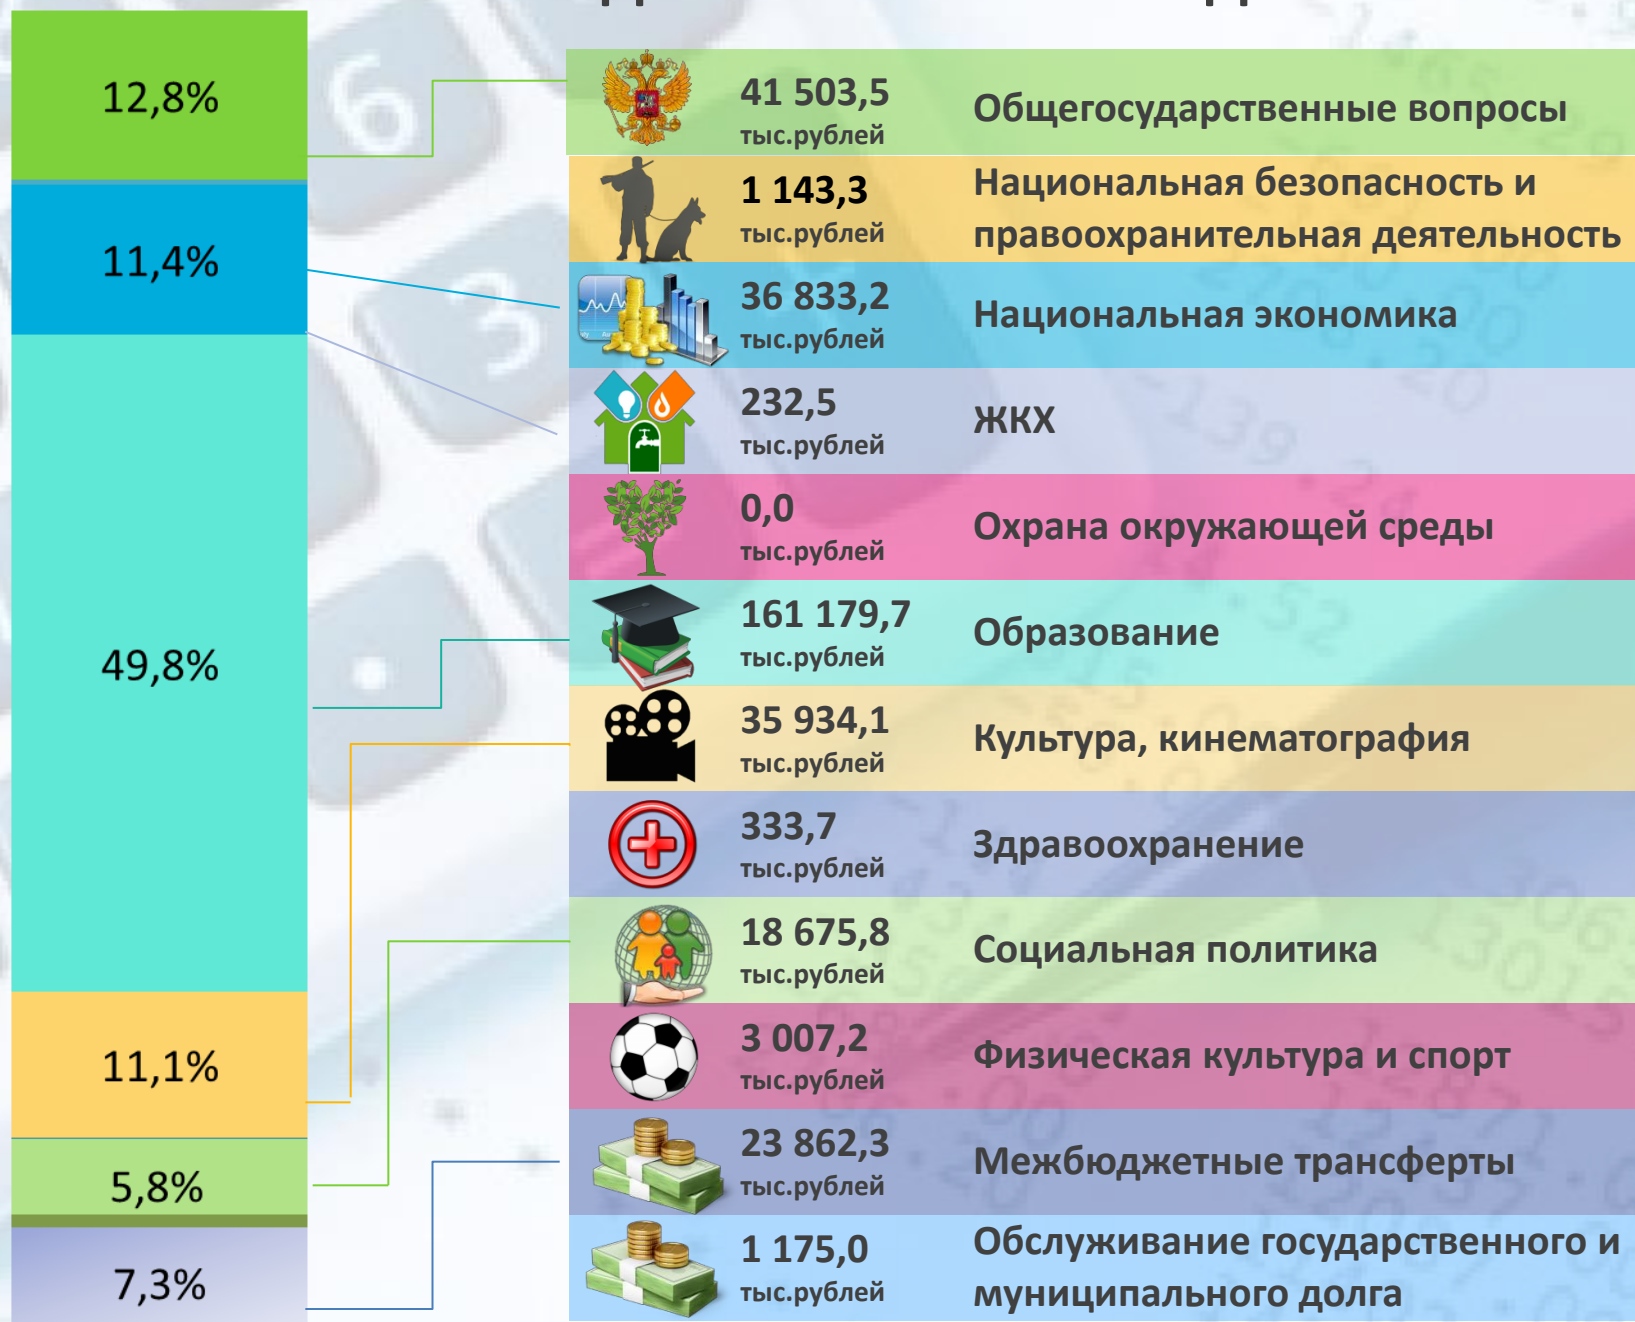 12,8%
11,4%
49,8%
11,1%
5,8%
7,3%
41 503,5
тыс.рублей
Общегосударственные вопросы
1 143,3
тыс.рублей
Национальная безопасность и
правоохранительная деятельность
36 833,2
тыс.рублей
Национальная экономика
232,5
тыс.рублей
ЖКХ
0,0
тыс.рублей
Охрана окружающей среды
161 179,7
тыс.рублей
Образование
35 934,1
тыс.рублей
Культура, кинематография
333,7
тыс.рублей
Здравоохранение
18 675,8
тыс.рублей
Социальная политика
3 007,2
тыс.рублей
Физическая культура и спорт
23 862,3
тыс.рублей
Межбюджетные трансферты
1 175,0
тыс.рублей
Обслуживание государственного и
муниципального долга